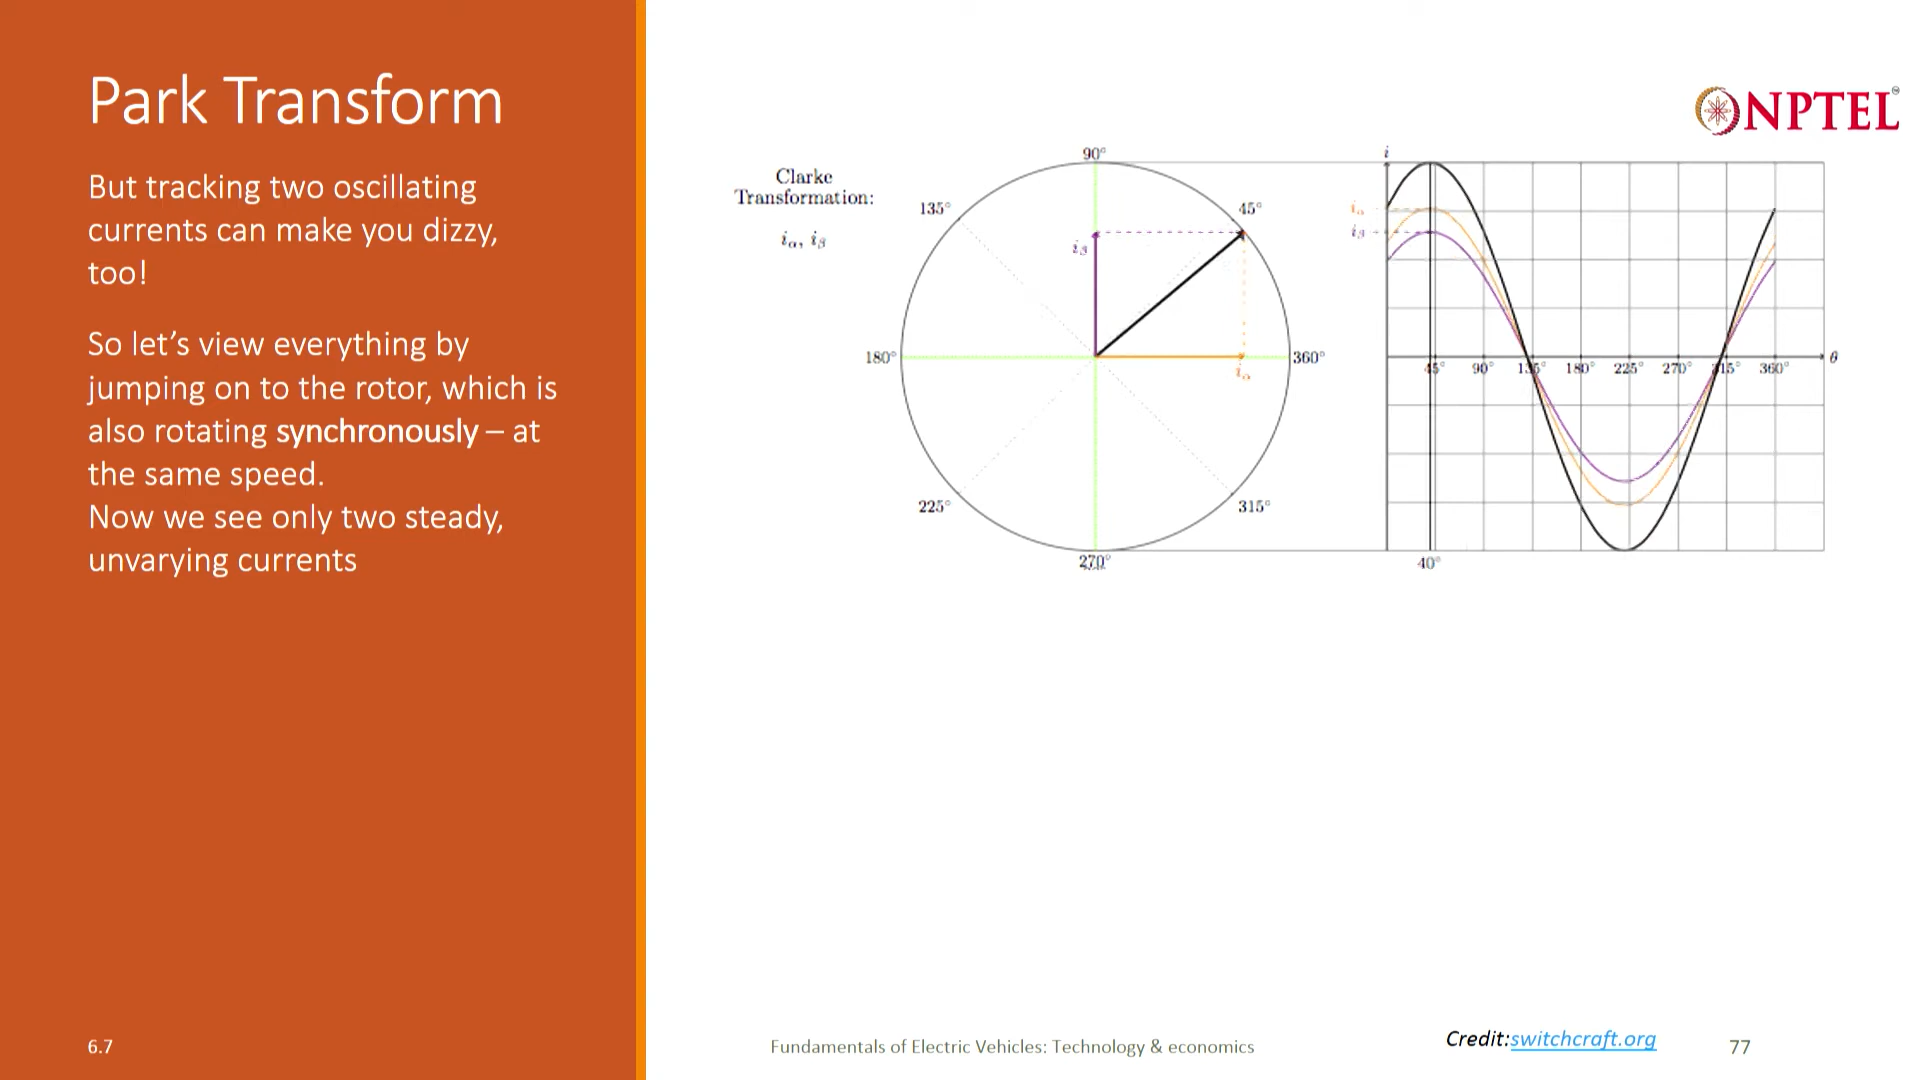 Park Transform
But tracking two oscillating
currents can make you dizzy,
too!
So let’s view everything by
jumping on to the rotor, which is
also rotating synchronously – at
the same speed.
Now we see only two steady,
unvarying currents
6.7
NPTEL
Clarke
Transformation:
iα, iβ
90°
135°
45°
iβ
180°
360°
iα
225°
315°
270°
i
iα
iβ
θ
45° 90° 135° 180° 225° 270° 315° 360°
40°
Fundamentals of Electric Vehicles: Technology & economics
Credit:switchcraft.org
77